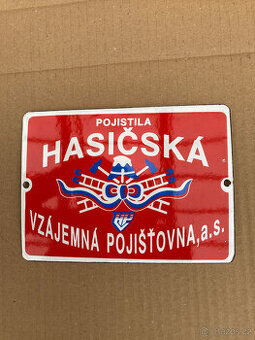 POJISTILA
HASIČSKÁ
VZÁJEMNÁ POJIŠŤOVNA, a.s.